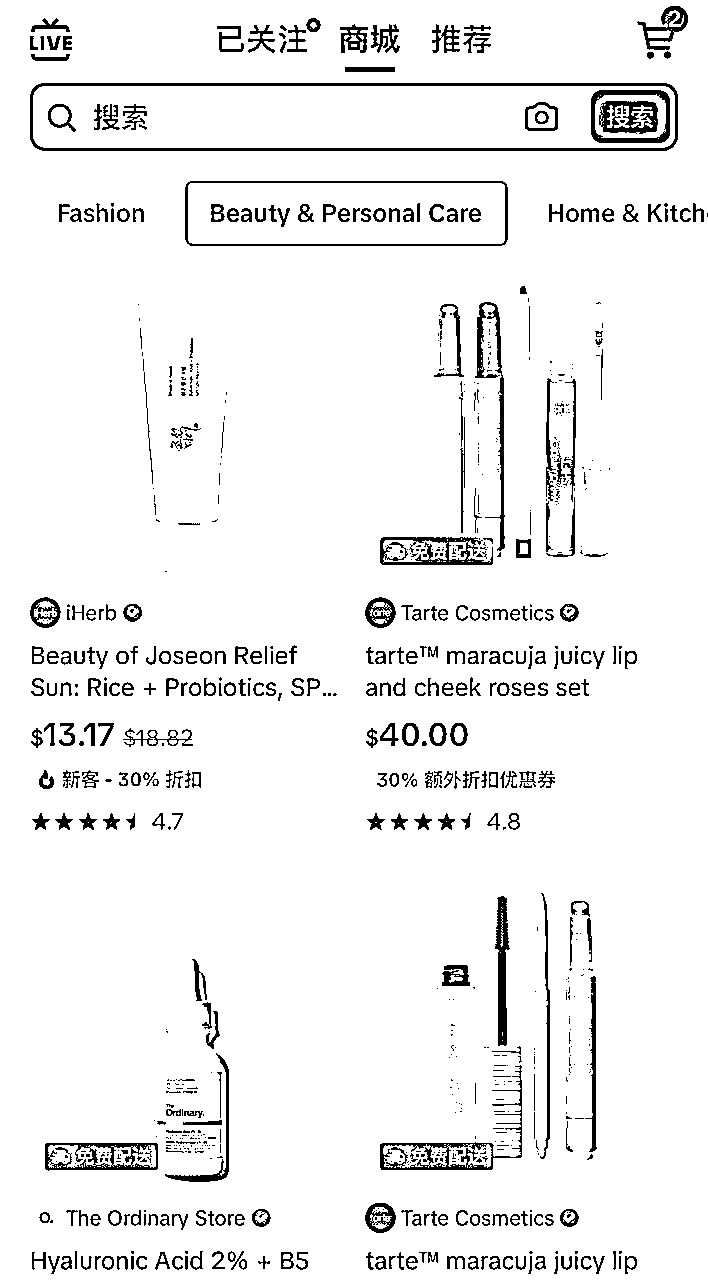 LIVE
已关注 商城 推荐
2
搜索
搜索
Fashion
Beauty & Personal Care
Home & Kitch
免费配送
iHerb
Tarte Cosmetics
Beauty of Joseon Relief
Sun: Rice + Probiotics, SP...
tarte™ maracuja juicy lip
and cheek roses set
$13.17 $18.82
$40.00
新客 - 30% 折扣
30% 额外折扣优惠券
4.7
4.8
The
Ordinary.
免费配送
免费配送
The Ordinary Store
Tarte Cosmetics
Hyaluronic Acid 2% + B5
tarte™ maracuja juicy lip